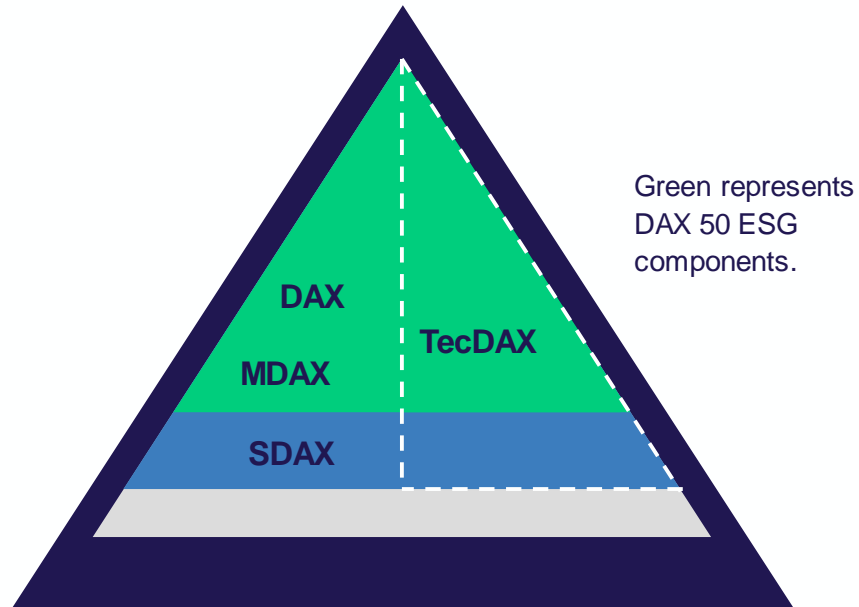 Green represents
DAX 50 ESG
components.
DAX
TecDAX
MDAX
SDAX